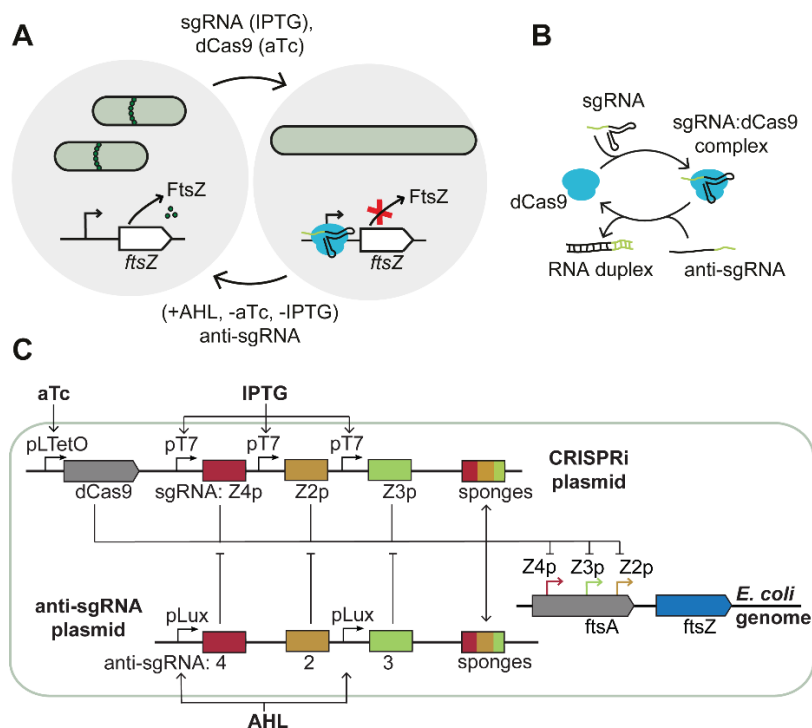 A
sgRNA (IPTG),
dCas9 (aTc)
FtsZ
ftsZ
FtsZ
ftsZ
(+AHL, -aTc, -IPTG)
anti-sgRNA
B
sgRNA
sgRNA:dCas9
complex
dCas9
RNA duplex
anti-sgRNA
C
aTc
IPTG
pLTetO
pT7
pT7
pT7
dCas9
sgRNA: Z4p
Z2p
Z3p
sponges
CRISPRi
plasmid
Z4p
Z3p
Z2p
ftsA
ftsZ
E. coli
genome
anti-sgRNA
plasmid
pLux
pLux
anti-sgRNA: 4
2
3
sponges
AHL